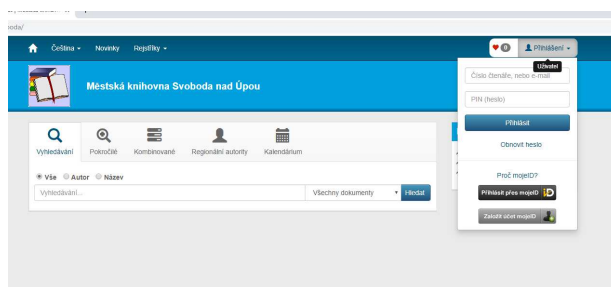 Čeština
Novinky
Rejstříky
0
Přihlášení
Uživatel
Městská knihovna Svoboda nad Úpou
Číslo čtenáře, nebo e-mail
PIN (heslo)
Přihlásit
Obnovit heslo
Proč mojeID?
Přihlásit přes mojeID
Založit účet mojeID
Vyhledávání
Pokročilé
Kombinované
Regionální autority
Kalendárium
Vše
Autor
Název
Vyhledávání...
Všechny dokumenty
Hledat